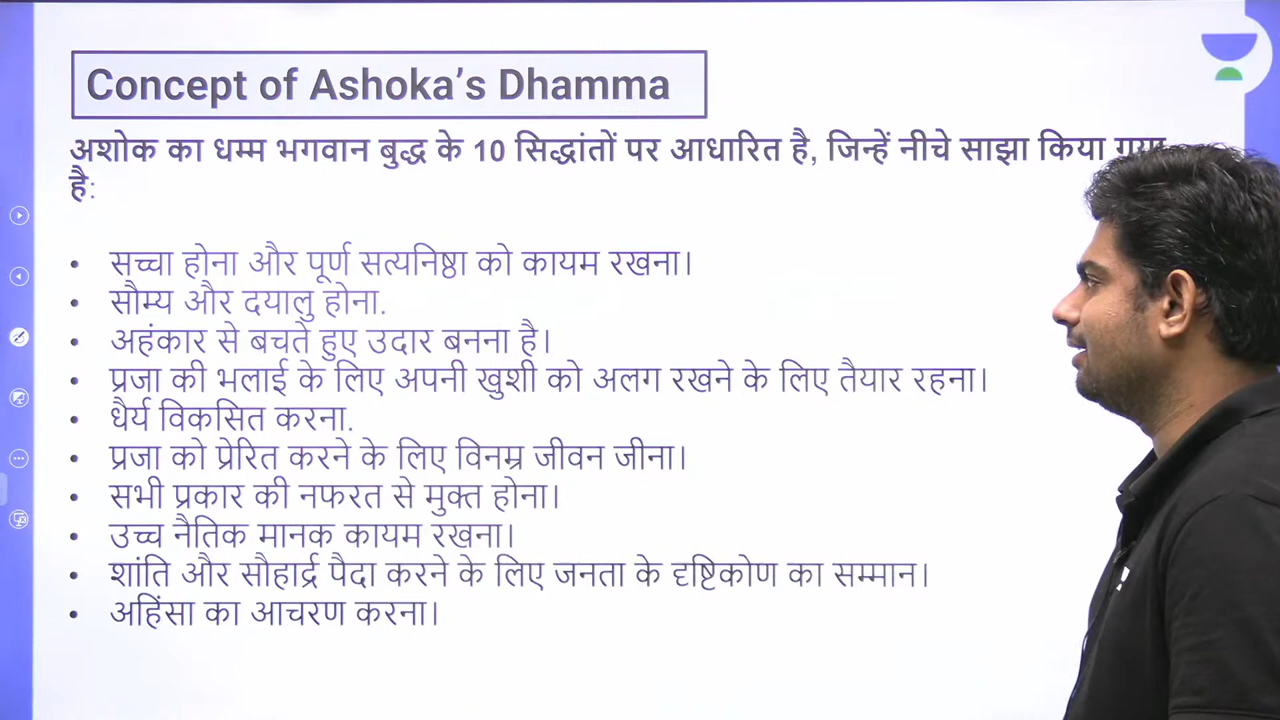 Concept of Ashoka's Dhamma
अशोक का धम्म भगवान बुद्ध के 10 सिद्धांतों पर आधारित है, जिन्हें नीचे साझा किया गया
है:
• सच्चा होना और पूर्ण सत्यनिष्ठा को कायम रखना।
• सौम्य और दयालु होना.
• अहंकार से बचते हुए उदार बनना है।
• प्रजा की भलाई के लिए अपनी खुशी को अलग रखने के लिए तैयार रहना।
• धैर्य विकसित करना.
• प्रजा को प्रेरित करने के लिए विनम्र जीवन जीना।
• सभी प्रकार की नफरत से मुक्त होना।
• उच्च नैतिक मानक कायम रखना।
• शांति और सौहार्द्र पैदा करने के लिए जनता के दृष्टिकोण का सम्मान।
• अहिंसा का आचरण करना।